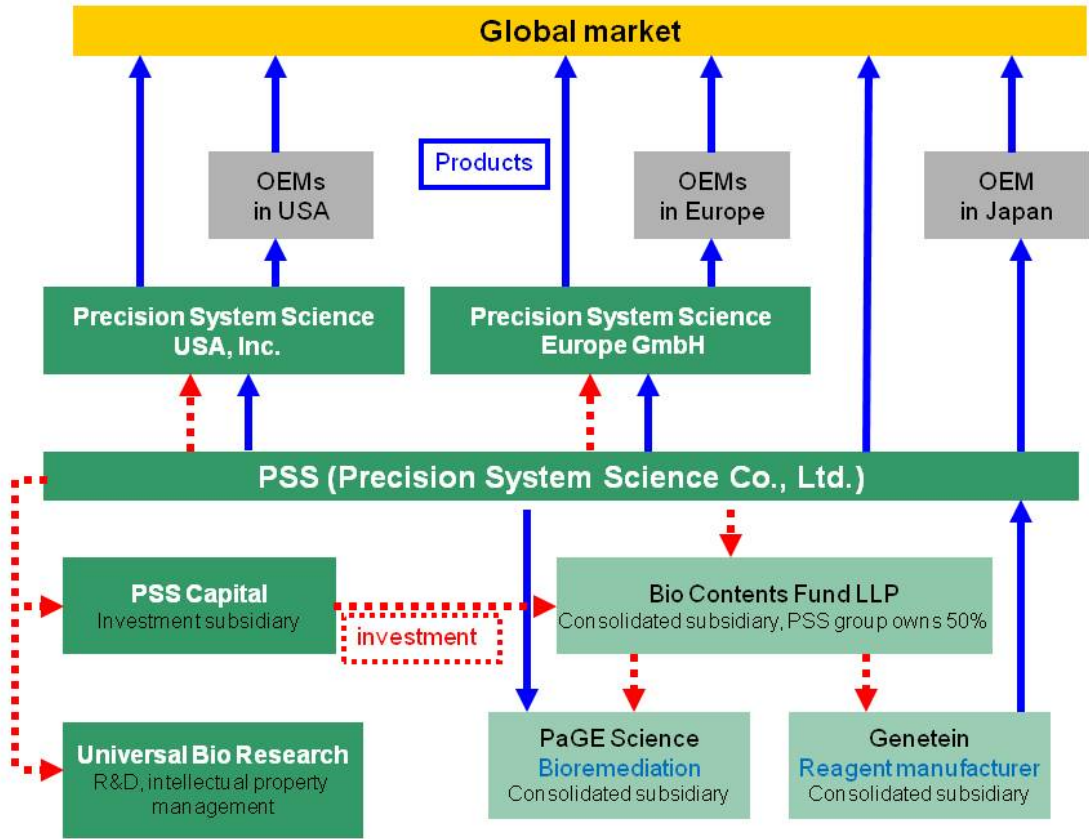 Global market
Products
OEMs
in USA
OEMs
in Europe
OEM
in Japan
Precision System Science
USA, Inc.
Precision System Science
Europe GmbH
PSS (Precision System Science Co., Ltd.)
PSS Capital
Investment subsidiary
investment
Bio Contents Fund LLP
Consolidated subsidiary, PSS group owns 50%
Universal Bio Research
R&D, intellectual property
management
PaGE Science
Bioremediation
Consolidated subsidiary
Genetein
Reagent manufacturer
Consolidated subsidiary